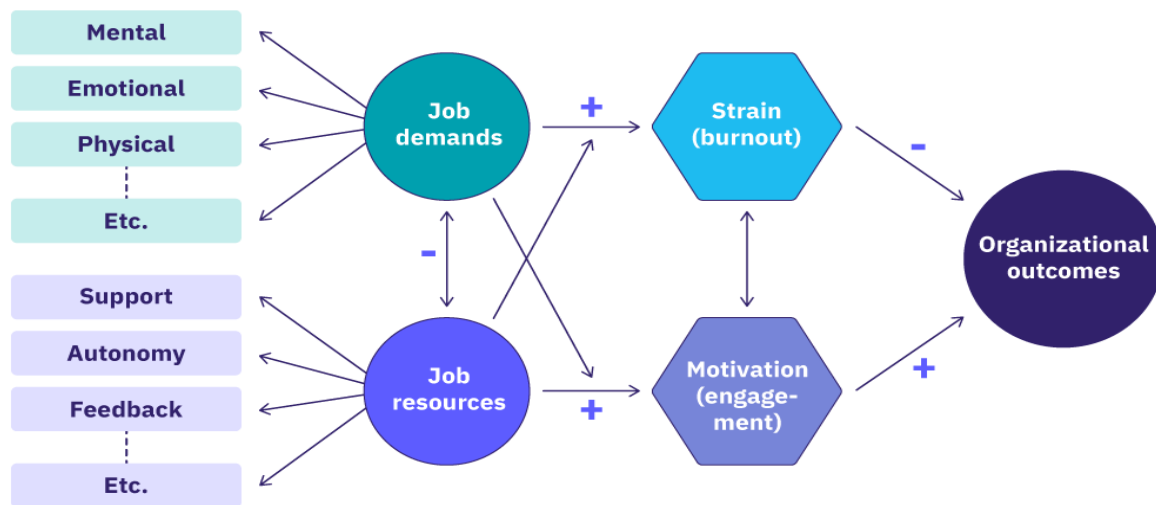 Mental
Emotional
Physical
Etc.
Support
Autonomy
Feedback
Etc.
Job
demands
Job
resources
+
-
+
Strain
(burnout)
Motivation
(engage-
ment)
-
+
Organizational
outcomes